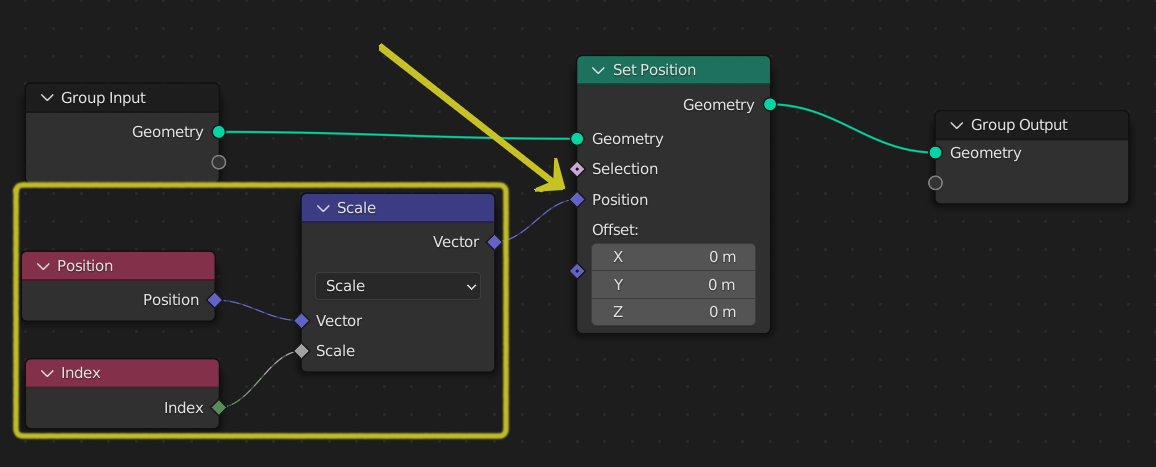 Group Input
Geometry
Set Position
Geometry
Geometry
Selection
Position
Offset:
X 0 m
Y 0 m
Z 0 m
Group Output
Geometry
Scale
Vector
Scale
Vector
Scale
Position
Position
Index
Index